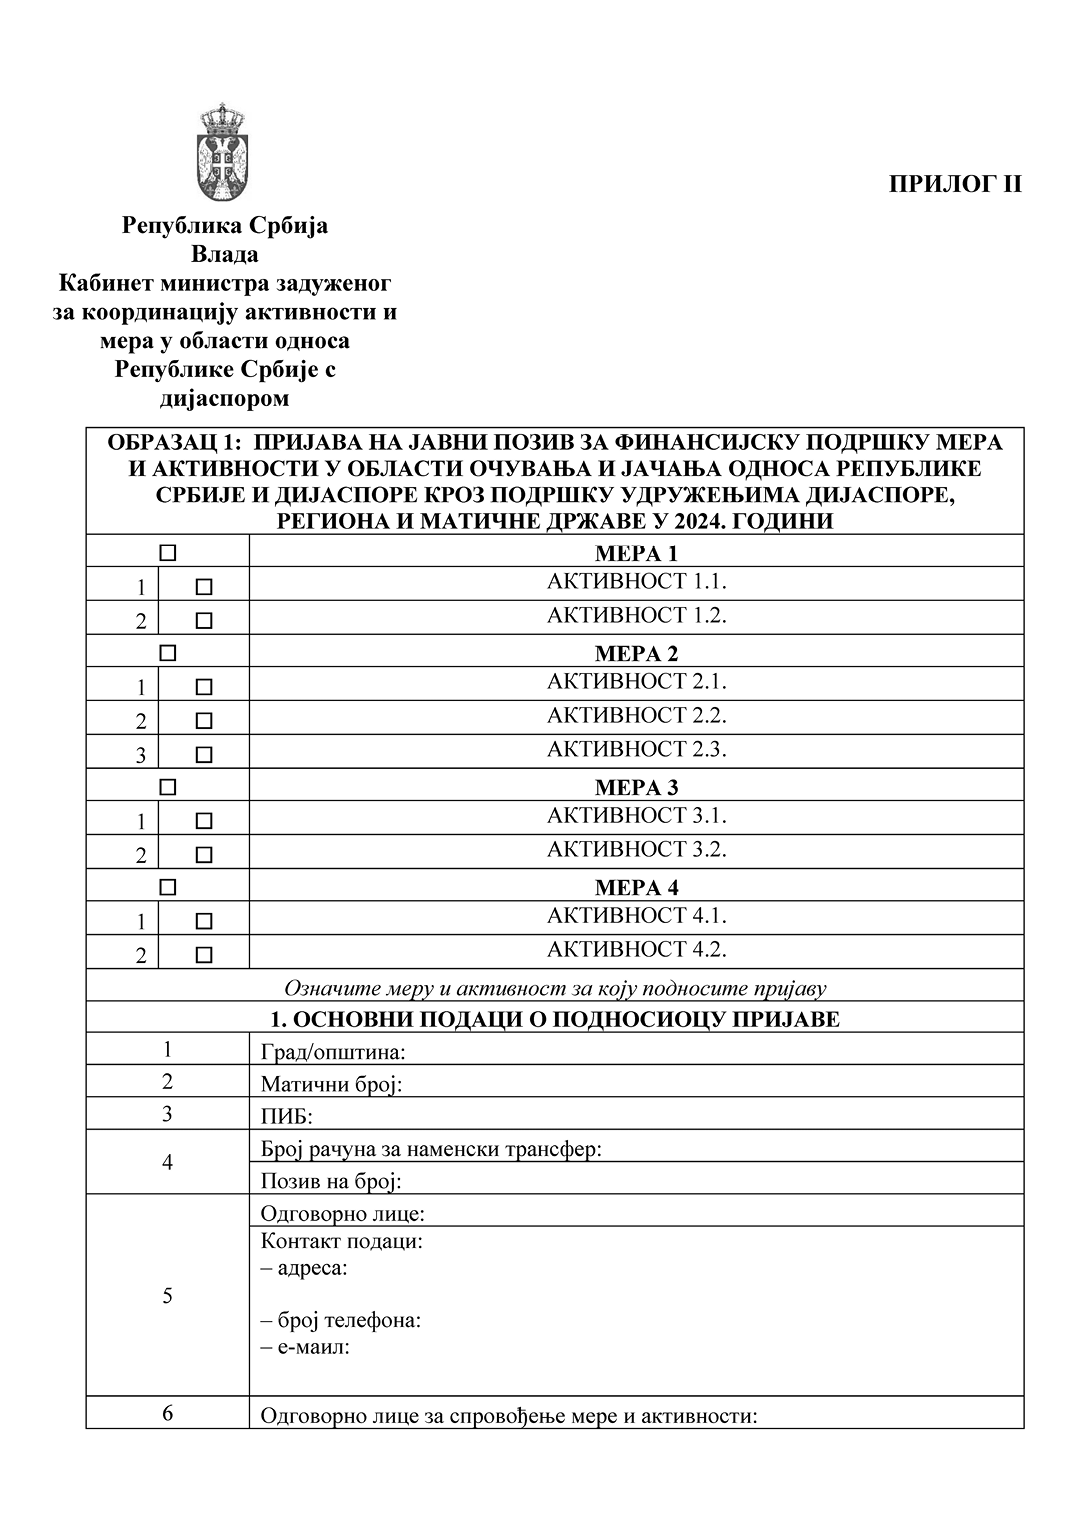 ПРИЛОГ II
Република Србија
Влада
Кабинет министра задуженог
за координацију активности и
мера у области односа
Републике Србије с
дијаспором
ОБРАЗАЦ 1: ПРИЈАВА НА ЈАВНИ ПОЗИВ ЗА ФИНАНСИЈСКУ ПОДРШКУ МЕРА
И АКТИВНОСТИ У ОБЛАСТИ ОЧУВАЊА И ЈАЧАЊА ОДНОСА РЕПУБЛИКЕ
СРБИЈЕ И ДИЈАСПОРЕ КРОЗ ПОДРШКУ УДРУЖЕЊИМА ДИЈАСПОРЕ,
РЕГИОНА И МАТИЧНЕ ДРЖАВЕ У 2024. ГОДИНИ
☐ МЕРА 1
1 ☐ АКТИВНОСТ 1.1.
2 ☐ АКТИВНОСТ 1.2.
☐ МЕРА 2
1 ☐ АКТИВНОСТ 2.1.
2 ☐ АКТИВНОСТ 2.2.
3 ☐ АКТИВНОСТ 2.3.
☐ МЕРА 3
1 ☐ АКТИВНОСТ 3.1.
2 ☐ АКТИВНОСТ 3.2.
☐ МЕРА 4
1 ☐ АКТИВНОСТ 4.1.
2 ☐ АКТИВНОСТ 4.2.
Означите меру и активност за коју подносите пријаву
1. ОСНОВНИ ПОДАЦИ О ПОДНОСИОЦУ ПРИЈАВЕ
1 Град/општина:
2 Матични број:
3 ПИБ:
4 Број рачуна за наменски трансфер:
Позив на број:
5 Одговорно лице:
Контакт подаци:
– адреса:
– број телефона:
– е-маил:
6 Одговорно лице за спровођење мере и активности: